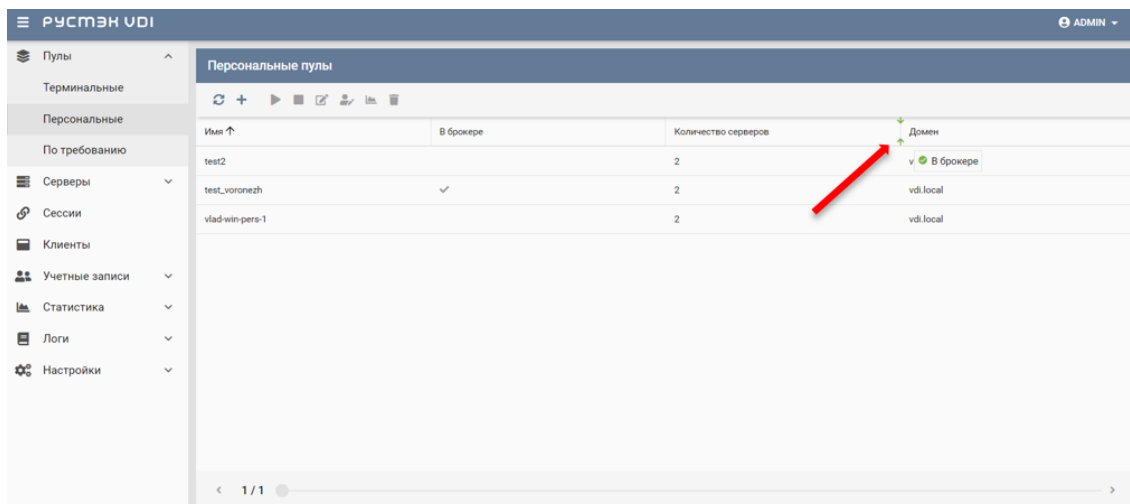 РУСТЭК VDI
ADMIN
Пулы
Терминальные
Персональные
По требованию
Серверы
Сессии
Клиенты
Учетные записи
Статистика
Логи
Настройки
Персональные пулы
Имя В брокере Количество серверов Домен
test2 2 v В брокере
test_voronezh 2 vdi.local
vlad-win-pers-1 2 vdi.local
1 / 1